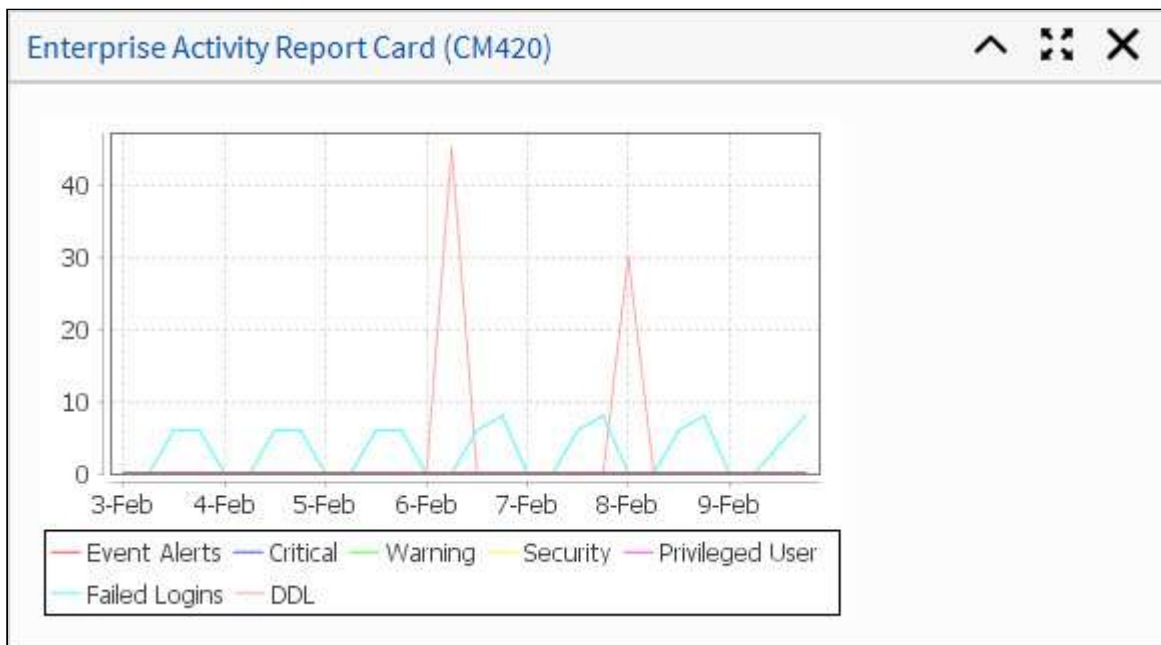 Enterprise Activity Report Card (CM420)
40
30
20
10
0
3-Feb 4-Feb 5-Feb 6-Feb 7-Feb 8-Feb 9-Feb
Event Alerts Critical Warning Security Privileged User
Failed Logins DDL